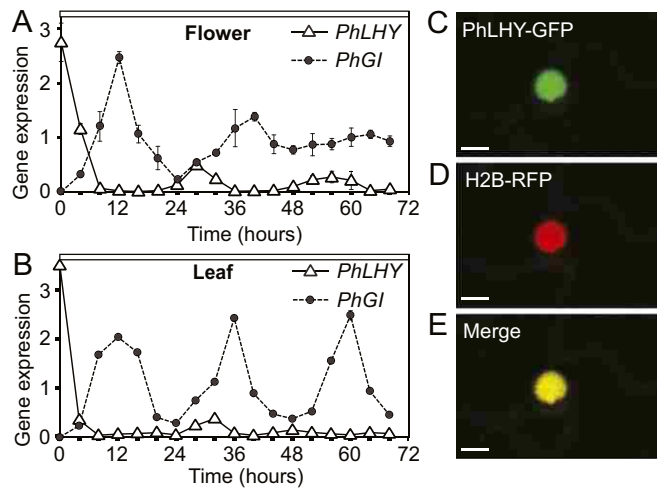 A
Flower
PhLHY
PhGI
Gene expression
3
2
1
0
0 12 24 36 48 60 72
Time (hours)
B
Leaf
PhLHY
PhGI
Gene expression
3
2
1
0
0 12 24 36 48 60 72
Time (hours)
C
PhLHY-GFP
D
H2B-RFP
E
Merge